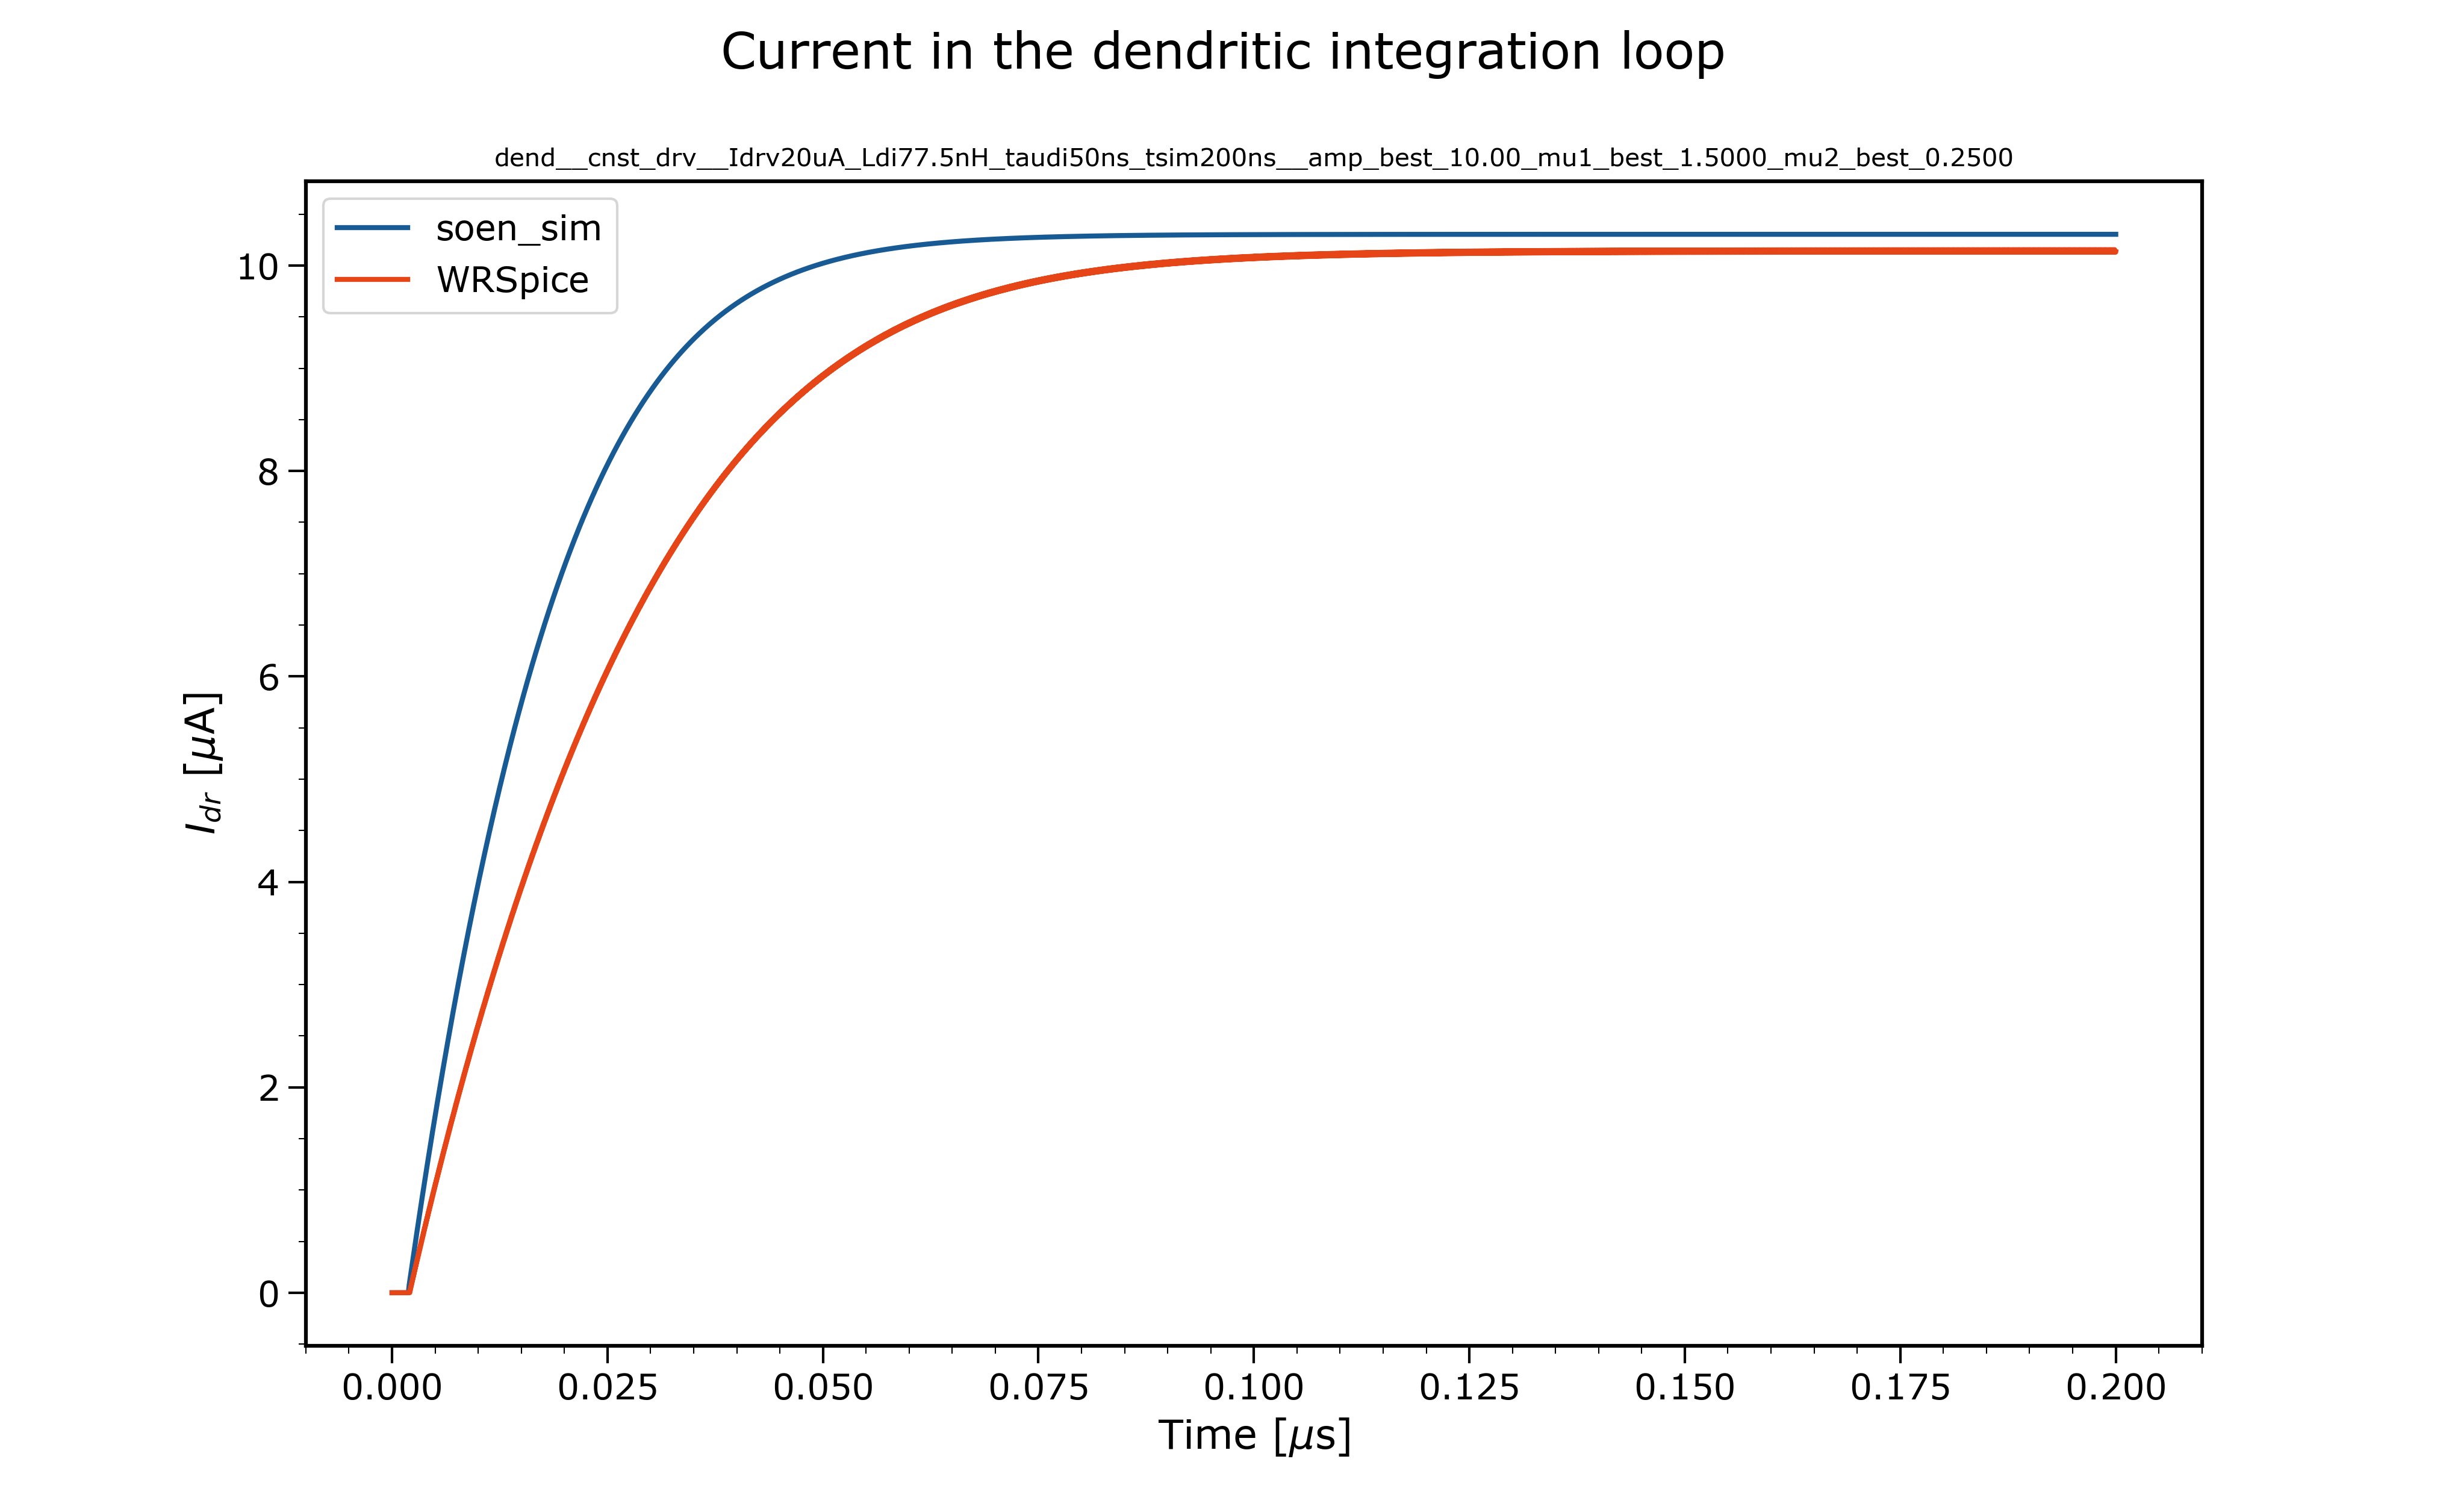 Current in the dendritic integration loop
dend__cnst_drv__Idrv20uA_Ldi77.5nH_taudi50ns_tsim200ns__amp_best_10.00_mu1_best_1.5000_mu2_best_0.2500
soen_sim
WRSpice
10
8
6
4
2
0
I_dr [μA]
0.000 0.025 0.050 0.075 0.100 0.125 0.150 0.175 0.200
Time [μs]